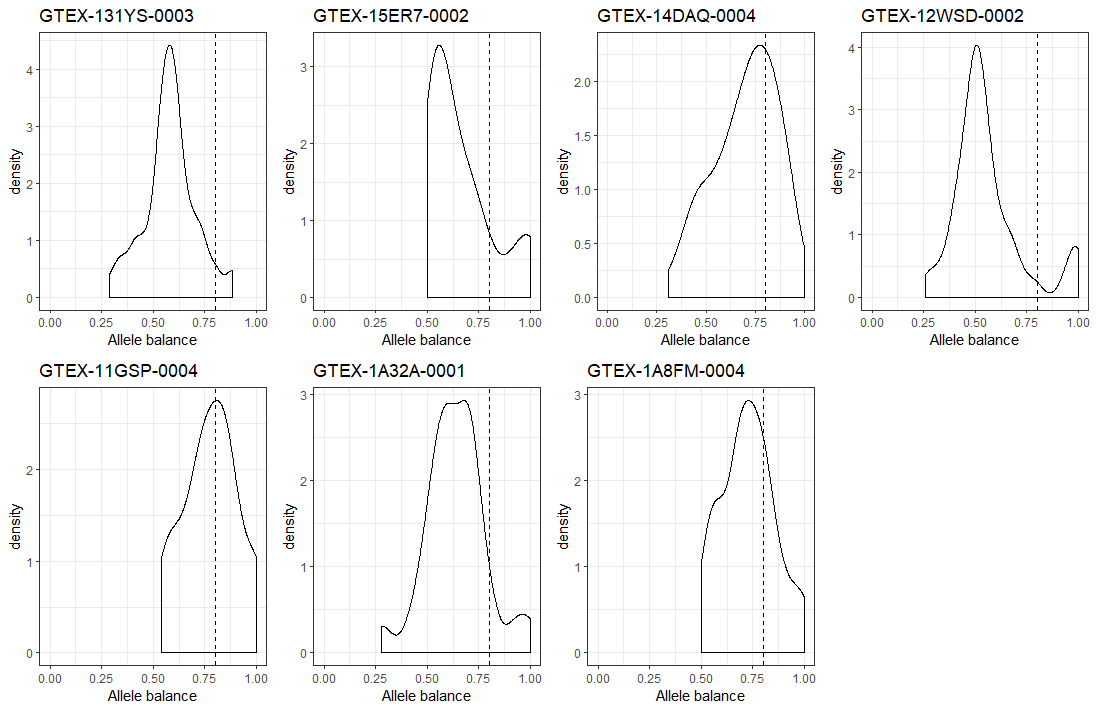 GTEX-131YS-0003
density
4
3
2
1
0
0.00 0.25 0.50 0.75 1.00
Allele balance
GTEX-15ER7-0002
density
3
2
1
0
0.00 0.25 0.50 0.75 1.00
Allele balance
GTEX-14DAQ-0004
density
2.0
1.5
1.0
0.5
0.0
0.00 0.25 0.50 0.75 1.00
Allele balance
GTEX-12WSD-0002
density
4
3
2
1
0
0.00 0.25 0.50 0.75 1.00
Allele balance
GTEX-11GSP-0004
density
2
1
0
0.00 0.25 0.50 0.75 1.00
Allele balance
GTEX-1A32A-0001
density
3
2
1
0
0.00 0.25 0.50 0.75 1.00
Allele balance
GTEX-1A8FM-0004
density
3
2
1
0
0.00 0.25 0.50 0.75 1.00
Allele balance